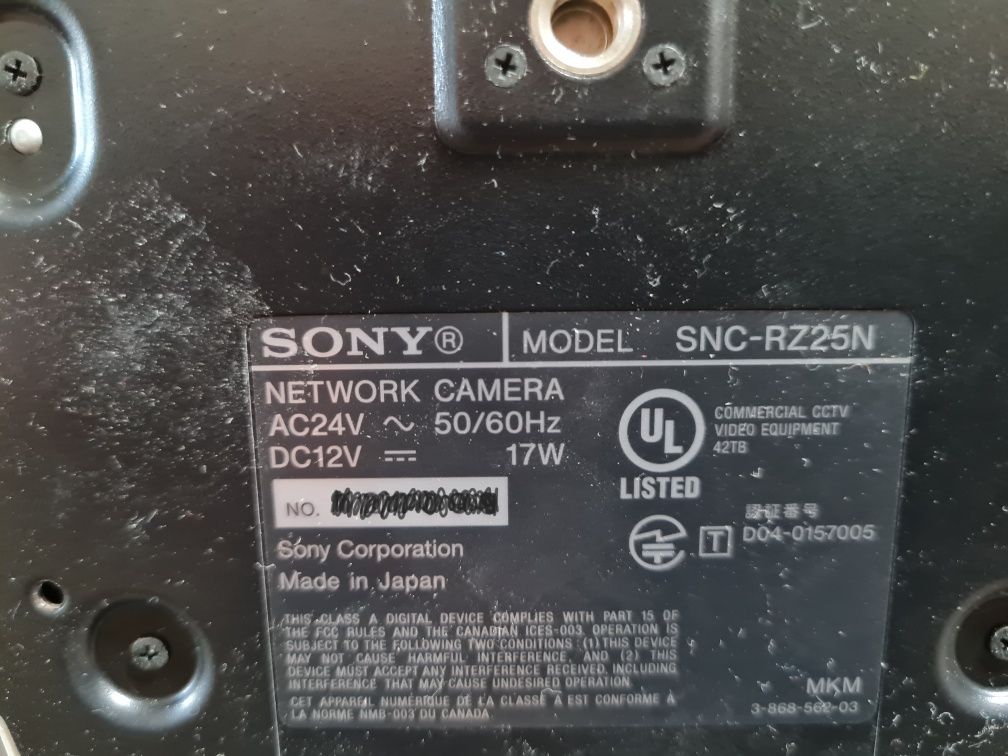 SONY® MODEL SNC-RZ25N
NETWORK CAMERA
AC24V ~ 50/60Hz
DC12V ⎓ 17W
NO.
Sony Corporation
Made in Japan
UL
LISTED
COMMERCIAL CCTV
VIDEO EQUIPMENT
42TB
認証番号
T D04-0157005
THIS CLASS A DIGITAL DEVICE COMPLIES WITH PART 15 OF
THE FCC RULES AND THE CANADIAN ICES-003. OPERATION IS
SUBJECT TO THE FOLLOWING TWO CONDITIONS : (1) THIS DEVICE
MAY NOT CAUSE HARMFUL INTERFERENCE, AND (2) THIS
DEVICE MUST ACCEPT ANY INTERFERENCE RECEIVED, INCLUDING
INTERFERENCE THAT MAY CAUSE UNDESIRED OPERATION.
CET APPAREIL NUMÉRIQUE DE LA CLASSE A EST CONFORME À
LA NORME NMB-003 DU CANADA.
MKM
3-868-562-03